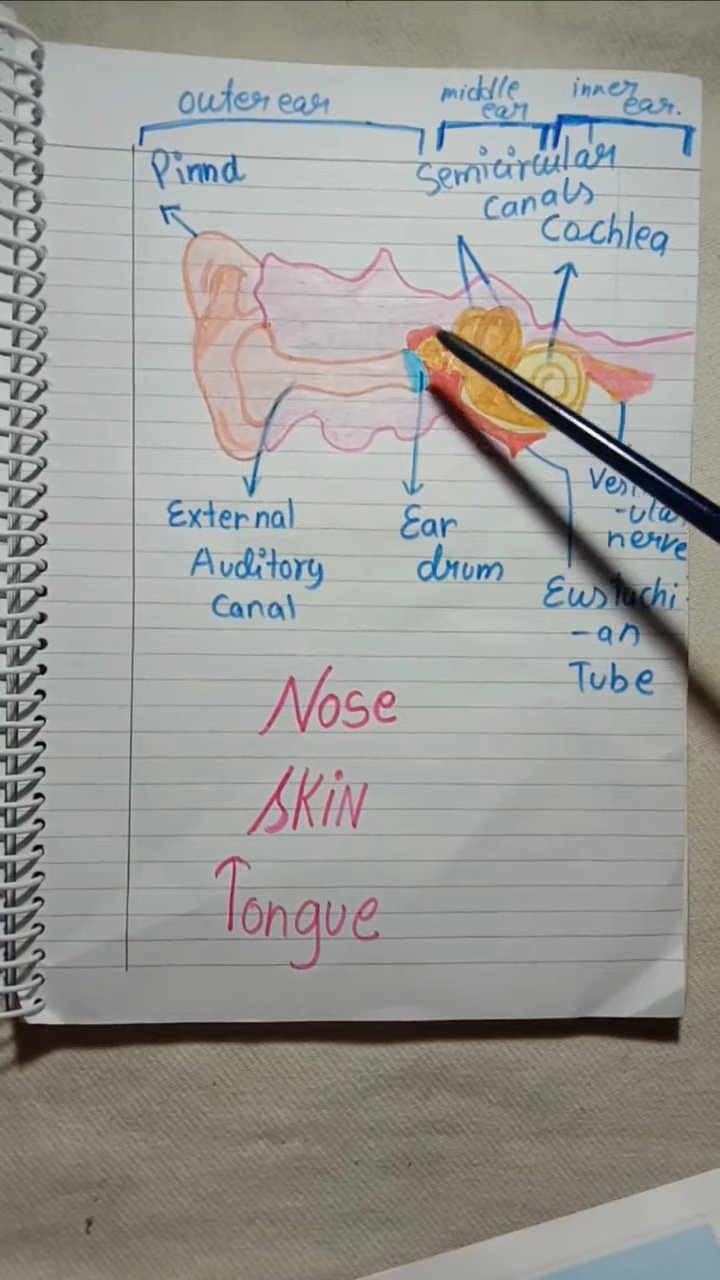 outer ear
middle
ear
inner
ear.
Pinnd
Semicircular
canals
Cochlea
External
Auditory
Canal
Ear
drum
nerve
Eustachi
-an
Tube
Nose
SKiN
Tongue